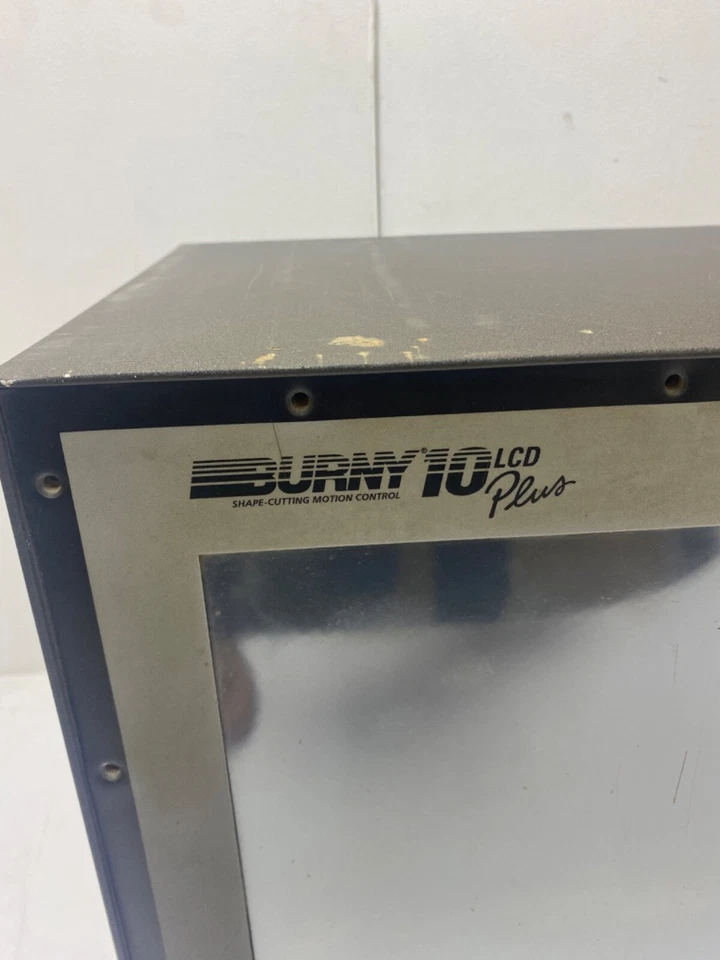 BURNY® 10 LCD Plus
SHAPE-CUTTING MOTION CONTROL